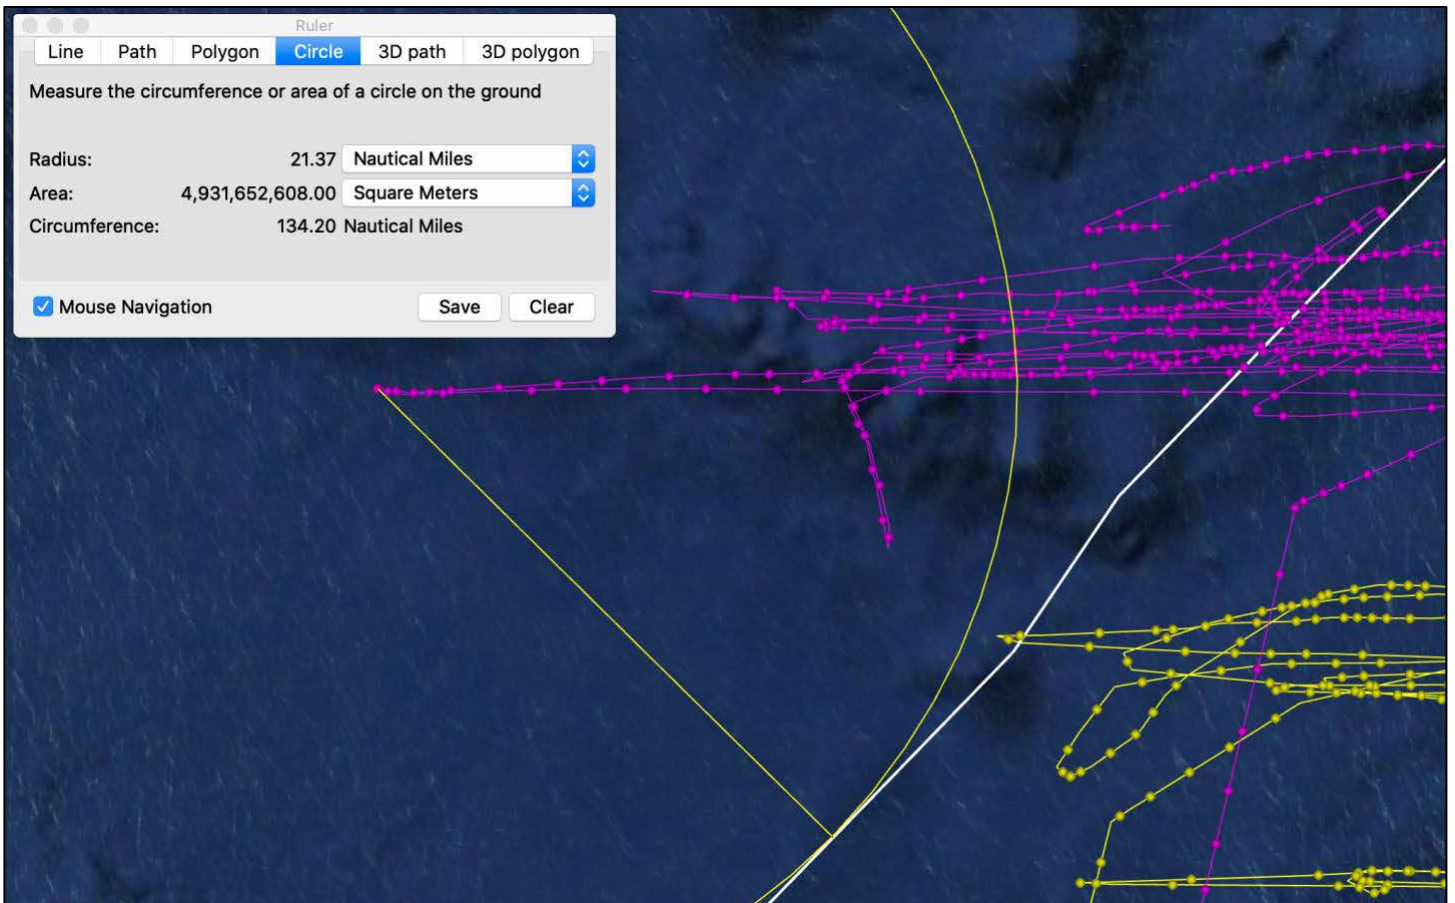 Ruler
Line Path Polygon Circle 3D path 3D polygon
Measure the circumference or area of a circle on the ground
Radius: 21.37 Nautical Miles
Area: 4,931,652,608.00 Square Meters
Circumference: 134.20 Nautical Miles
Mouse Navigation Save Clear